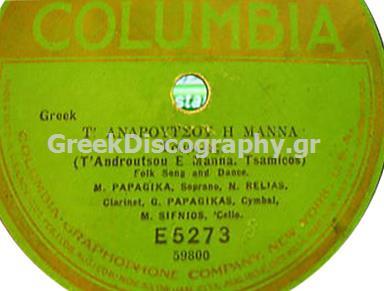 COLUMBIA
Greek
Τ' ΑΝΔΡΟΥΤΣΟΥ Η ΜΑΝΝΑ
GreekDiscography.gr
(T'Androutsou E Manna. Tsamicos)
Folk Song and Dance.
M. PAPAGIKA, Soprano, N. RELIAS,
Clarinet, G. PAPAGIKAS, Cymbal,
M. SIFNIOS, 'Cello.
E5273
59800
COLUMBIA GRAPHOPHONE COMPANY, NEW YORK